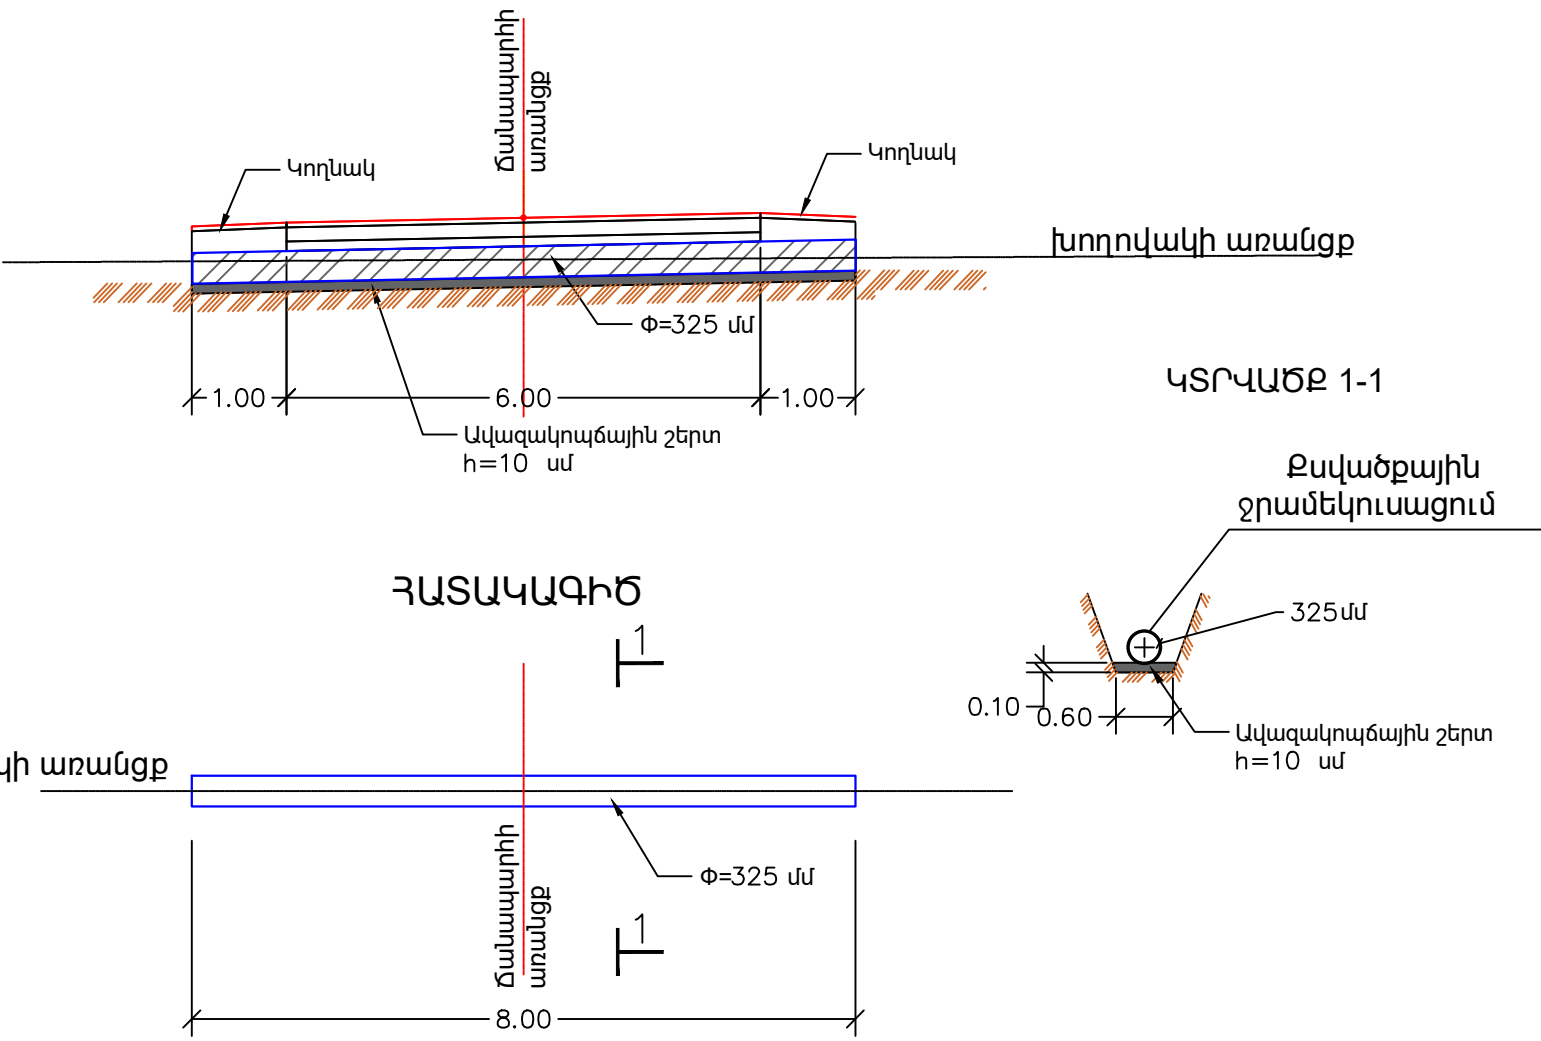 Ճանապարհի
առանցք
Կողնակ
Կողնակ
խողովակի առանցք
Φ=325 մմ
1.00
6.00
1.00
Ավազակոպճային շերտ
h=10 սմ
ԿՏՐՎԱԾՔ 1-1
Քսվածքային
ջրամեկուսացում
325մմ
0.10
0.60
Ավազակոպճային շերտ
h=10 սմ
ՀԱՏԱԿԱԳԻԾ
1
առանցք
Φ=325 մմ
Ճանապարհի
առանցք
1
8.00